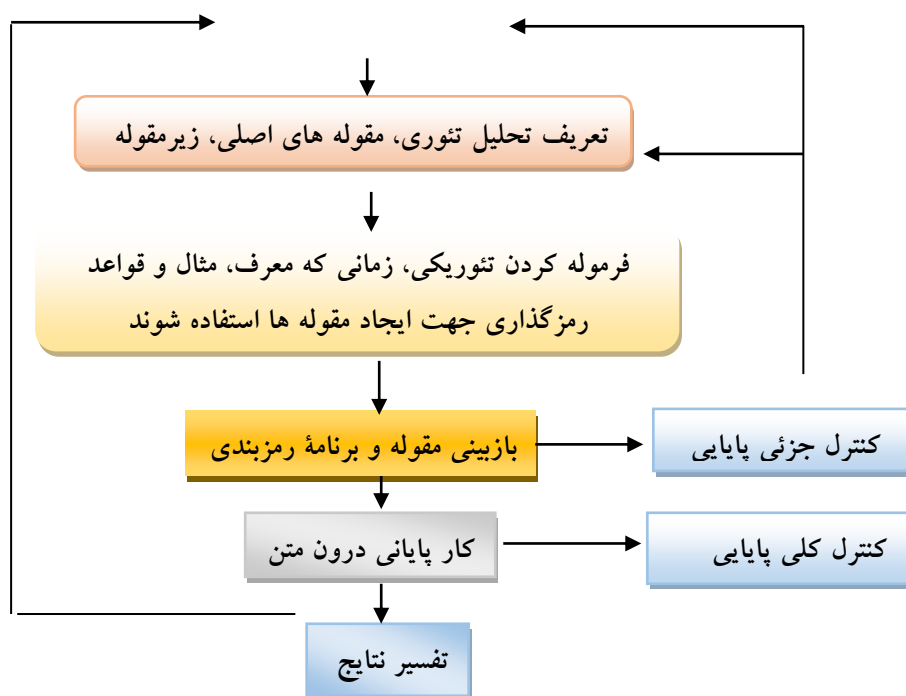 تعریف تحلیل تئوری، مقوله های اصلی، زیرمقوله
فرموله کردن تئوریکی، زمانی که معرف، مثال و قواعد
رمزگذاری جهت ایجاد مقوله ها استفاده شوند
بازبینی مقوله و برنامۀ رمزبندی
کنترل جزئی پایایی
کار پایانی درون متن
کنترل کلی پایایی
تفسیر نتایج